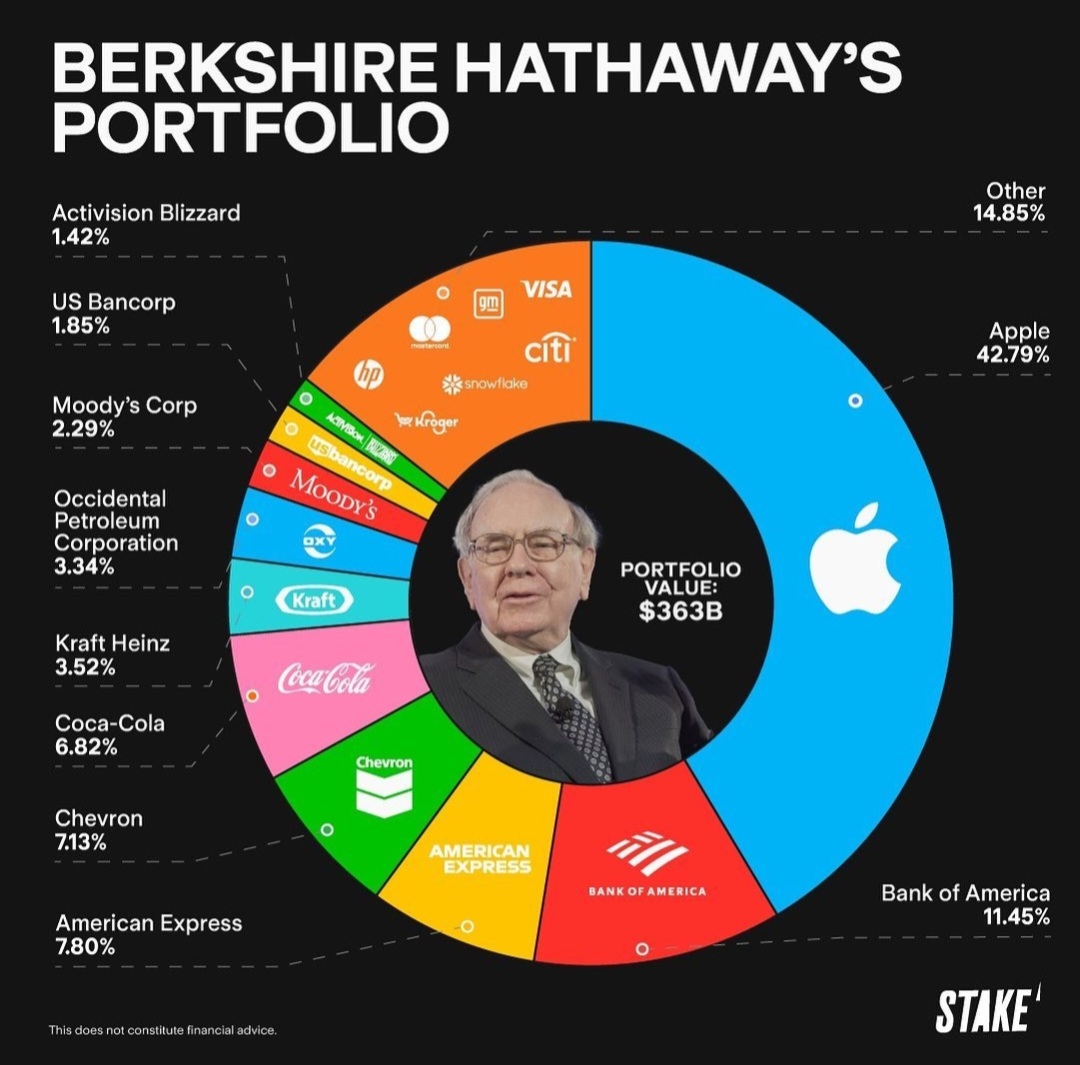 BERKSHIRE HATHAWAY'S
PORTFOLIO
Activision Blizzard
1.42%
US Bancorp
1.85%
Moody's Corp
2.29%
Occidental
Petroleum
Corporation
3.34%
Kraft Heinz
3.52%
Coca-Cola
6.82%
Chevron
7.13%
American Express
7.80%
Other
14.85%
Apple
42.79%
Bank of America
11.45%
VISA
gm
mastercard
citi
hp
snowflake
Kroger
ACTIVISION BLIZZARD
usbancorp
MOODY'S
OXY
Kraft
Coca-Cola
Chevron
AMERICAN
EXPRESS
BANK OF AMERICA
PORTFOLIO
VALUE:
$363B
This does not constitute financial advice.
STAKE